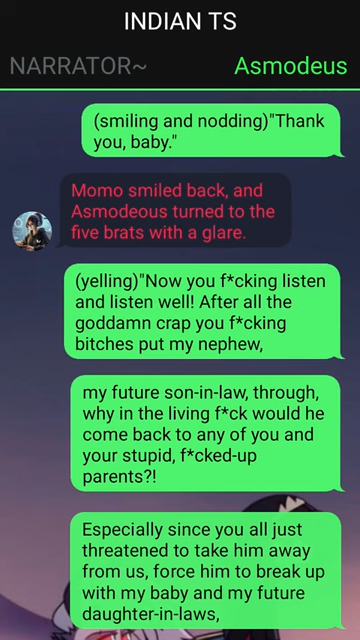 INDIAN TS
NARRATOR~ Asmodeus
(smiling and nodding)"Thank
you, baby."
Momo smiled back, and
Asmodeous turned to the
five brats with a glare.
(yelling)"Now you f*cking listen
and listen well! After all the
goddamn crap you f*cking
bitches put my nephew,
my future son-in-law, through,
why in the living f*ck would he
come back to any of you and
your stupid, f*cked-up
parents?!
Especially since you all just
threatened to take him away
from us, force him to break up
with my baby and my future
daughter-in-laws,